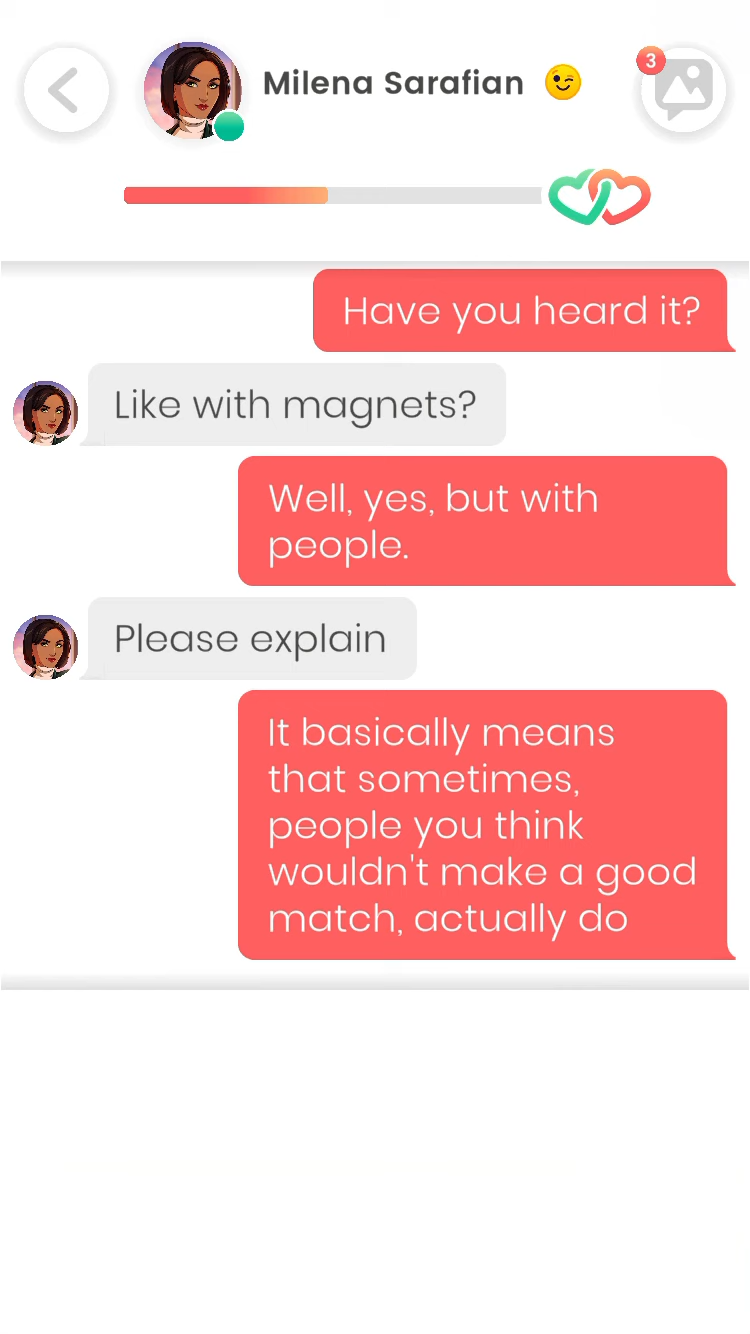 Milena Sarafian 😉
3
Have you heard it?
Like with magnets?
Well, yes, but with
people.
Please explain
It basically means
that sometimes,
people you think
wouldn't make a good
match, actually do